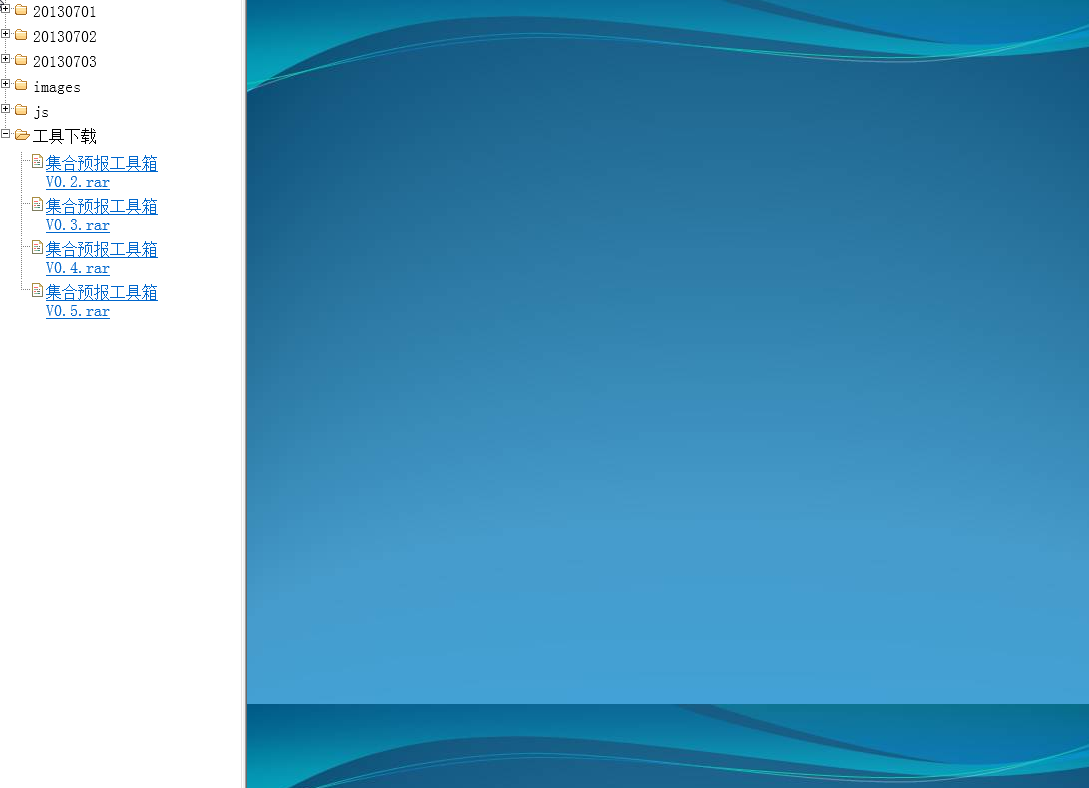 20130701
20130702
20130703
images
js
工具下载
集合预报工具箱
V0.2.rar
集合预报工具箱
V0.3.rar
集合预报工具箱
V0.4.rar
集合预报工具箱
V0.5.rar